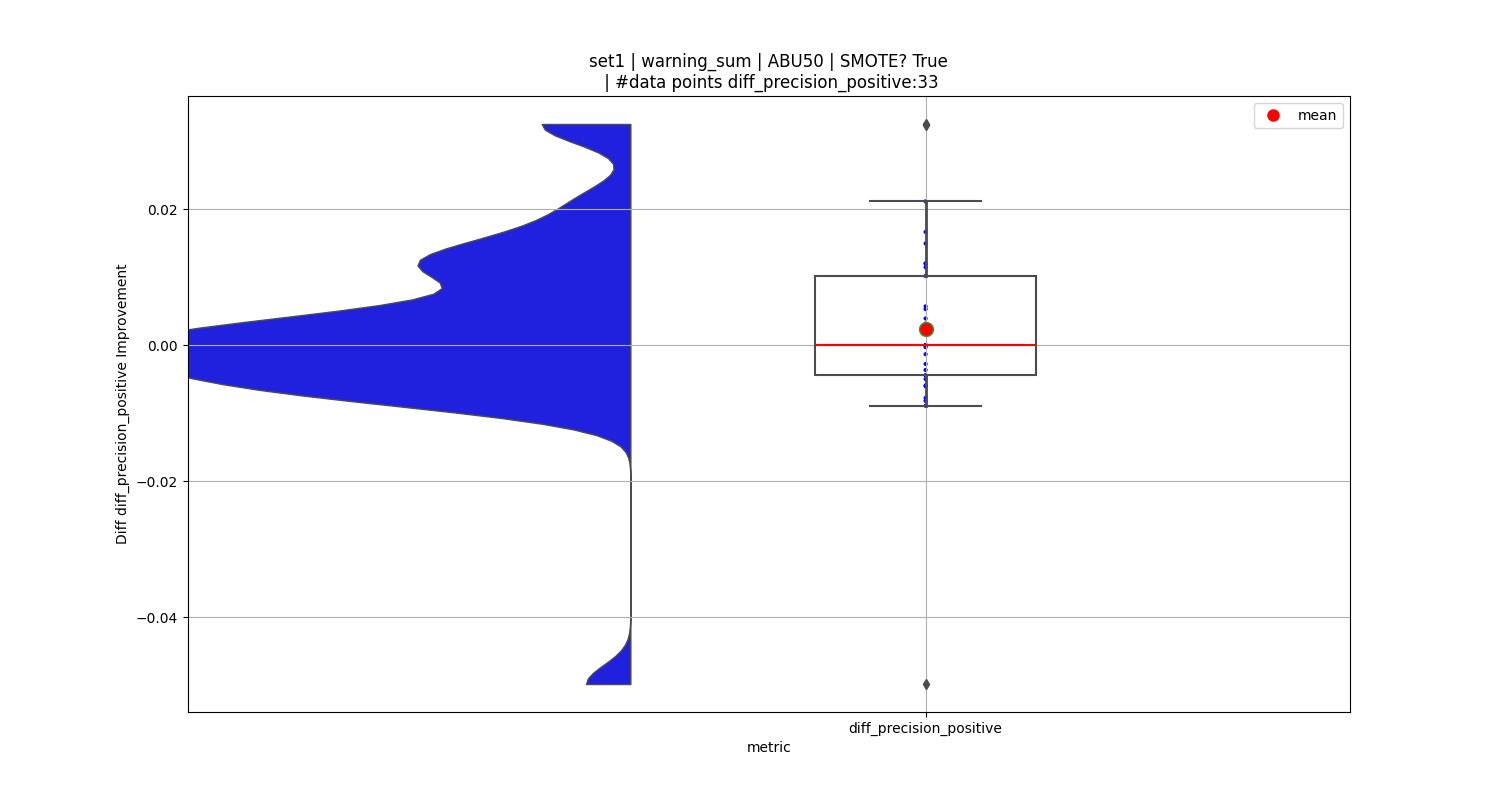 set1 | warning_sum | ABU50 | SMOTE? True
| #data points diff_precision_positive:33
mean
Diff diff_precision_positive Improvement
0.02
0.00
−0.02
−0.04
diff_precision_positive
metric